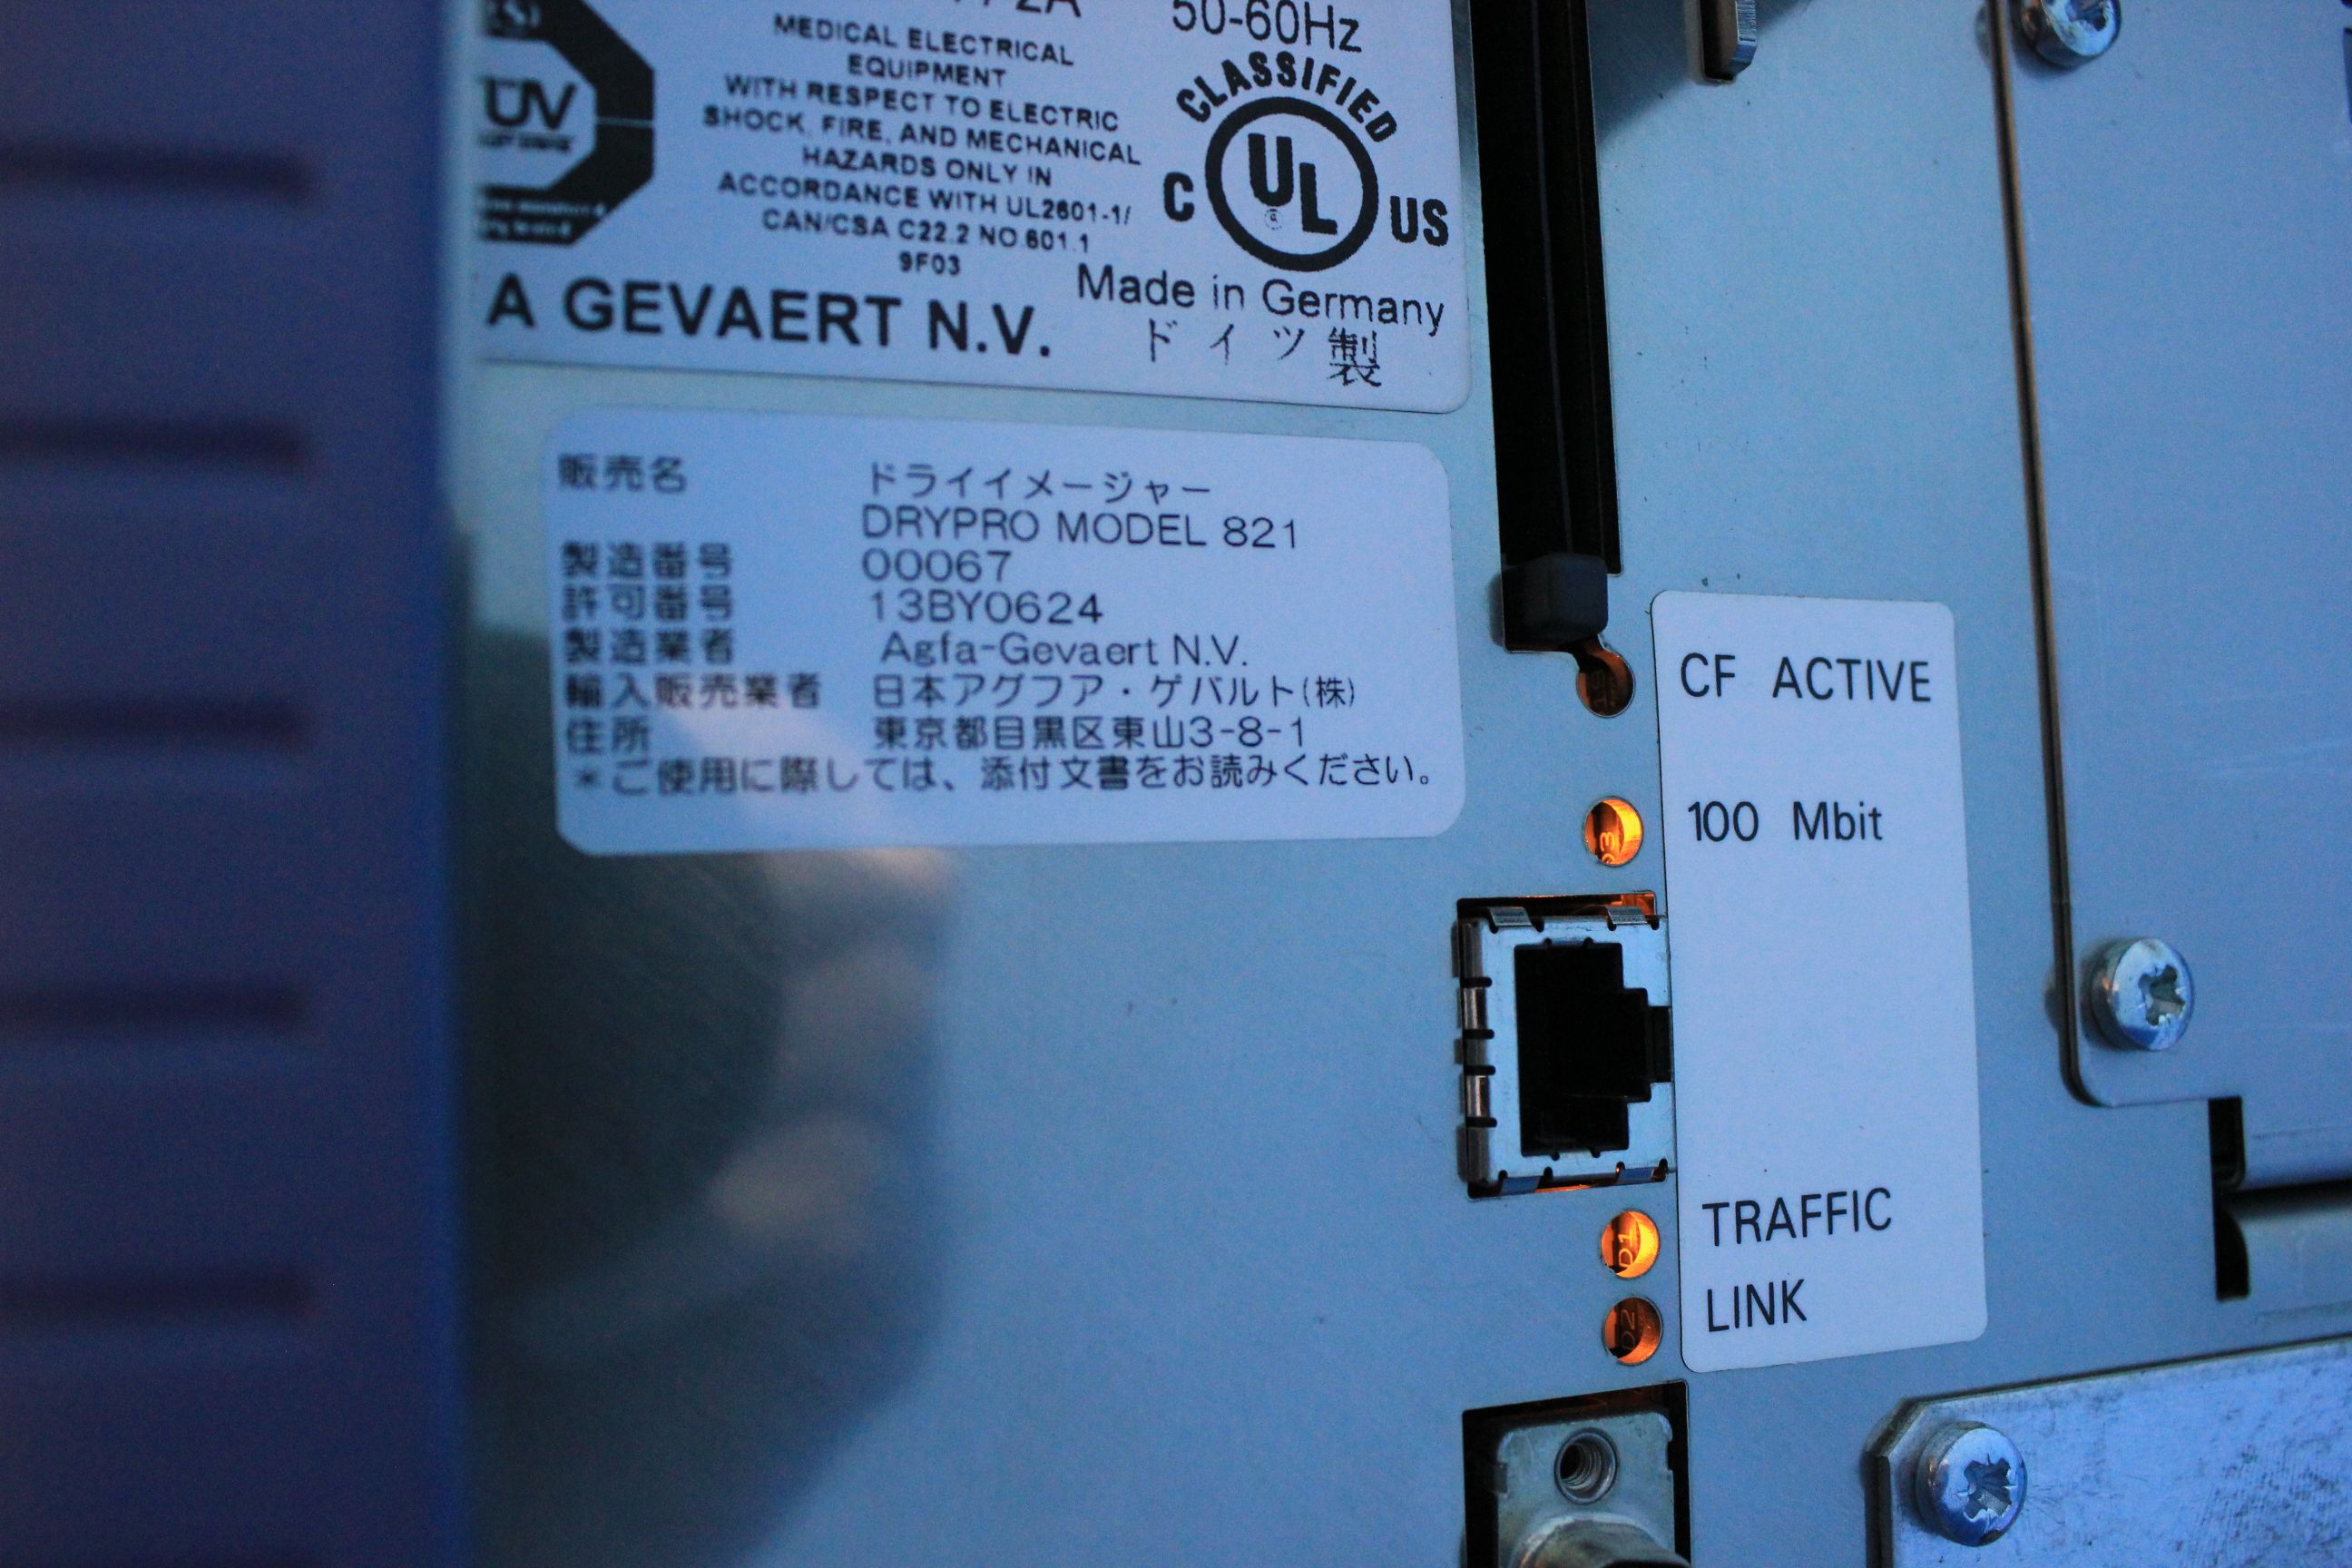 50-60Hz
MEDICAL ELECTRICAL
EQUIPMENT
WITH RESPECT TO ELECTRIC
SHOCK, FIRE, AND MECHANICAL
HAZARDS ONLY IN
ACCORDANCE WITH UL2601-1/
CAN/CSA C22.2 NO.601.1
9F03
CLASSIFIED
C UL US
ÜV
A GEVAERT N.V.
Made in Germany
ドイツ製
販売名 ドライイメージャー
DRYPRO MODEL 821
製造番号 00067
許可番号 13BY0624
製造業者 Agfa-Gevaert N.V.
輸入販売業者 日本アグフア・ゲバルト(株)
住所 東京都目黒区東山3-8-1
*ご使用に際しては、添付文書をお読みください。
CF ACTIVE
100 Mbit
TRAFFIC
LINK
D1
D2